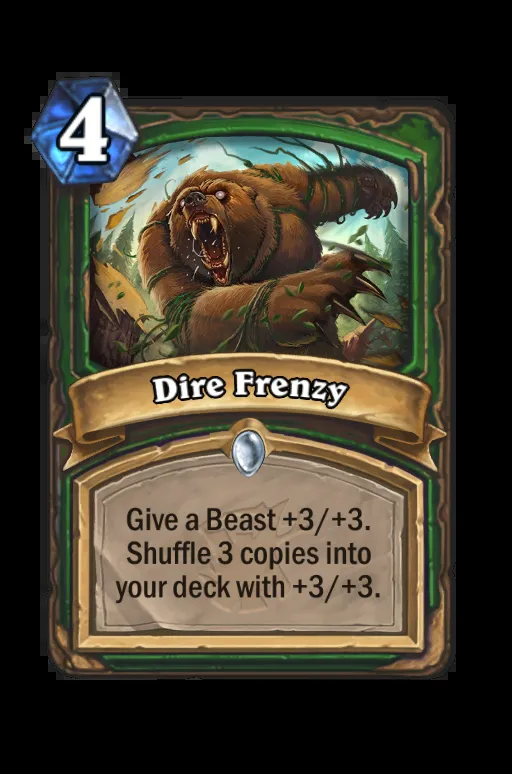 4
Dire Frenzy
Give a Beast +3/+3.
Shuffle 3 copies into
your deck with +3/+3.